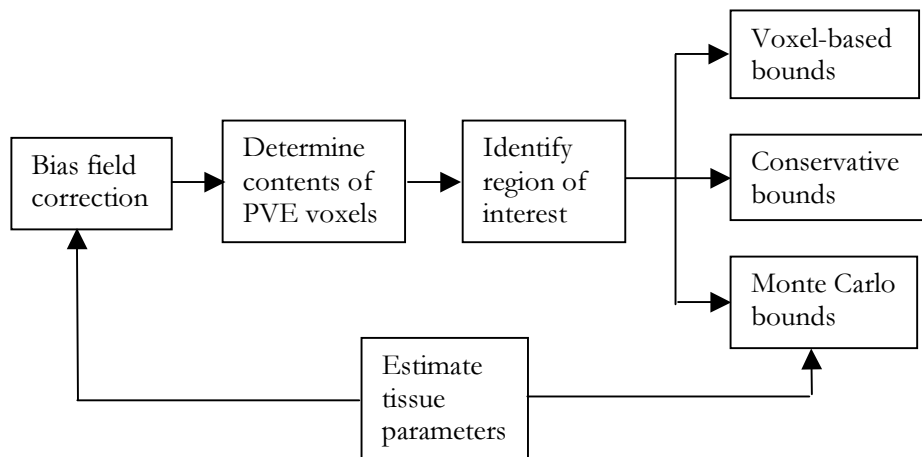 Bias field
correction
Determine
contents of
PVE voxels
Identify
region of
interest
Voxel-based
bounds
Conservative
bounds
Monte Carlo
bounds
Estimate
tissue
parameters